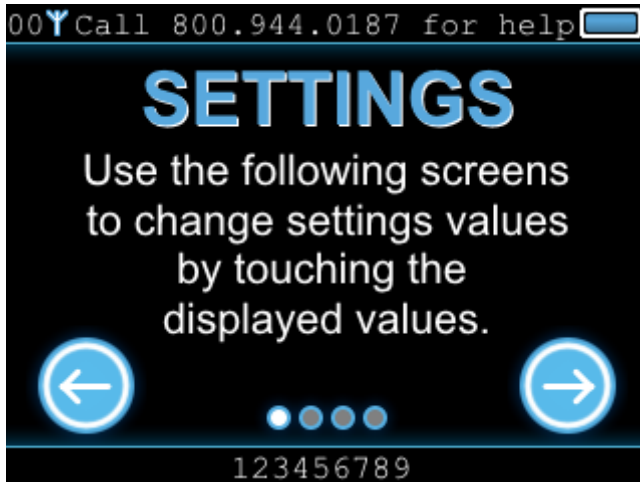 00 Call 800.944.0187 for help
SETTINGS
Use the following screens
to change settings values
by touching the
displayed values.
123456789